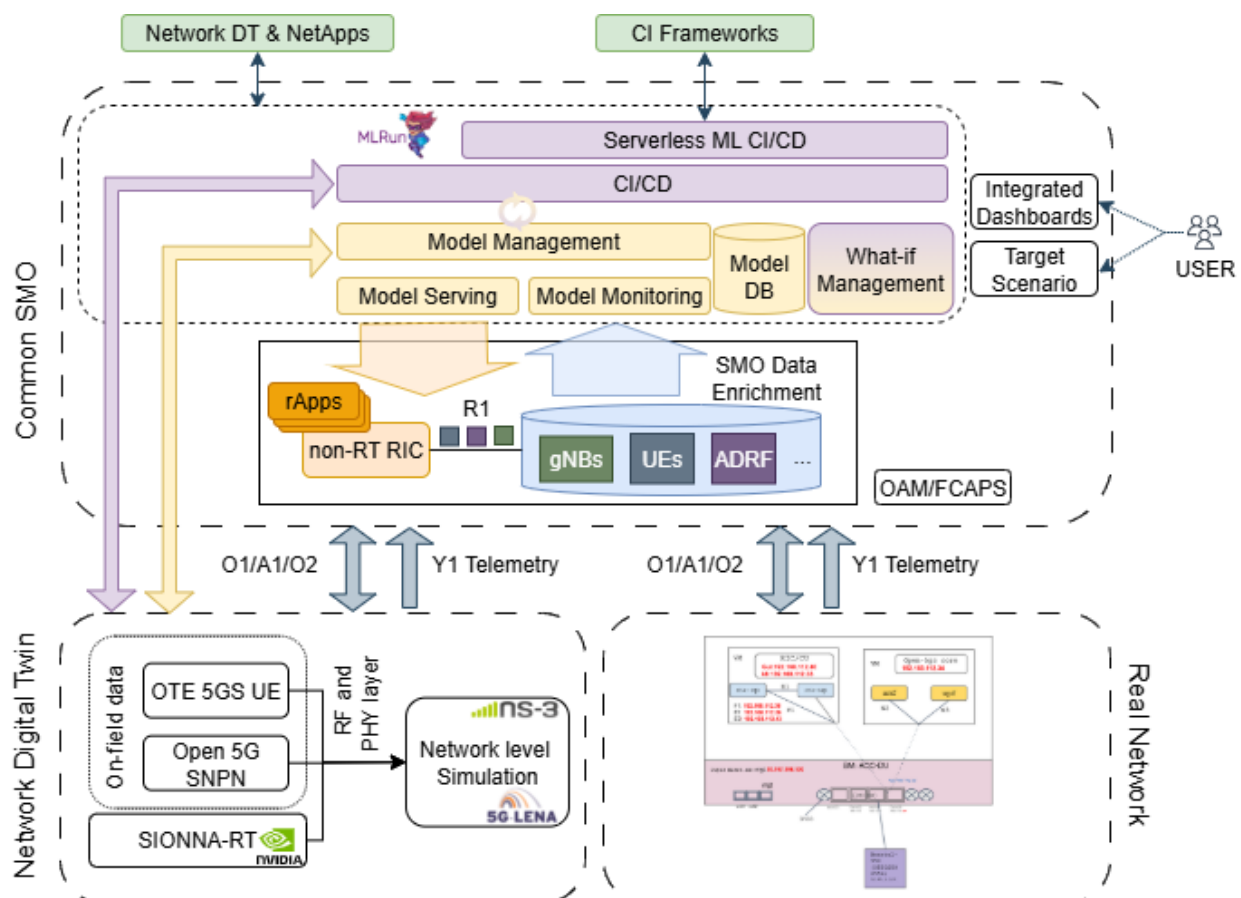 Network DT & NetApps
CI Frameworks
MLRun
Serverless ML CI/CD
CI/CD
Integrated
Dashboards
Model Management
Model
DB
What-if
Management
Target
Scenario
USER
Model Serving
Model Monitoring
Common SMO
SMO Data
Enrichment
rApps
R1
non-RT RIC
gNBs
UEs
ADRF
...
OAM/FCAPS
O1/A1/O2
Y1 Telemetry
O1/A1/O2
Y1 Telemetry
Network Digital Twin
On-field data
OTE 5GS UE
Open 5G
SNPN
RF and
PHY layer
ns-3
Network level
Simulation
5G LENA
SIONNA-RT
NVIDIA
Real Network